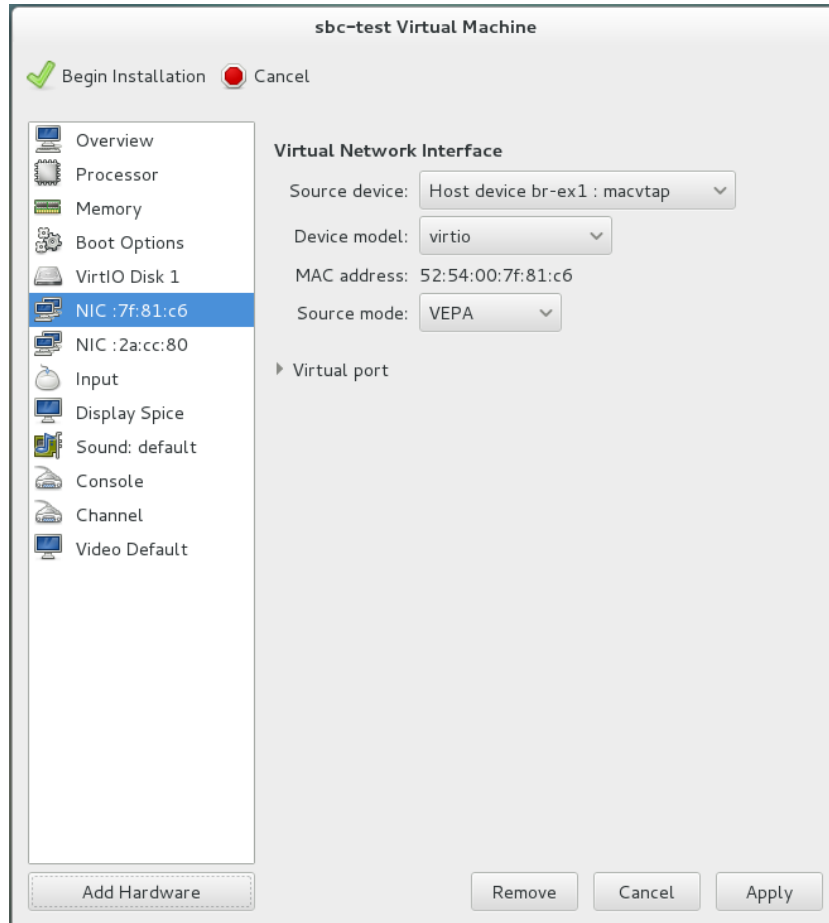 sbc-test Virtual Machine
Begin Installation Cancel
Overview
Processor
Memory
Boot Options
VirtIO Disk 1
NIC :7f:81:c6
NIC :2a:cc:80
Input
Display Spice
Sound: default
Console
Channel
Video Default
Add Hardware
Virtual Network Interface
Source device: Host device br-ex1 : macvtap
Device model: virtio
MAC address: 52:54:00:7f:81:c6
Source mode: VEPA
Virtual port
Remove Cancel Apply